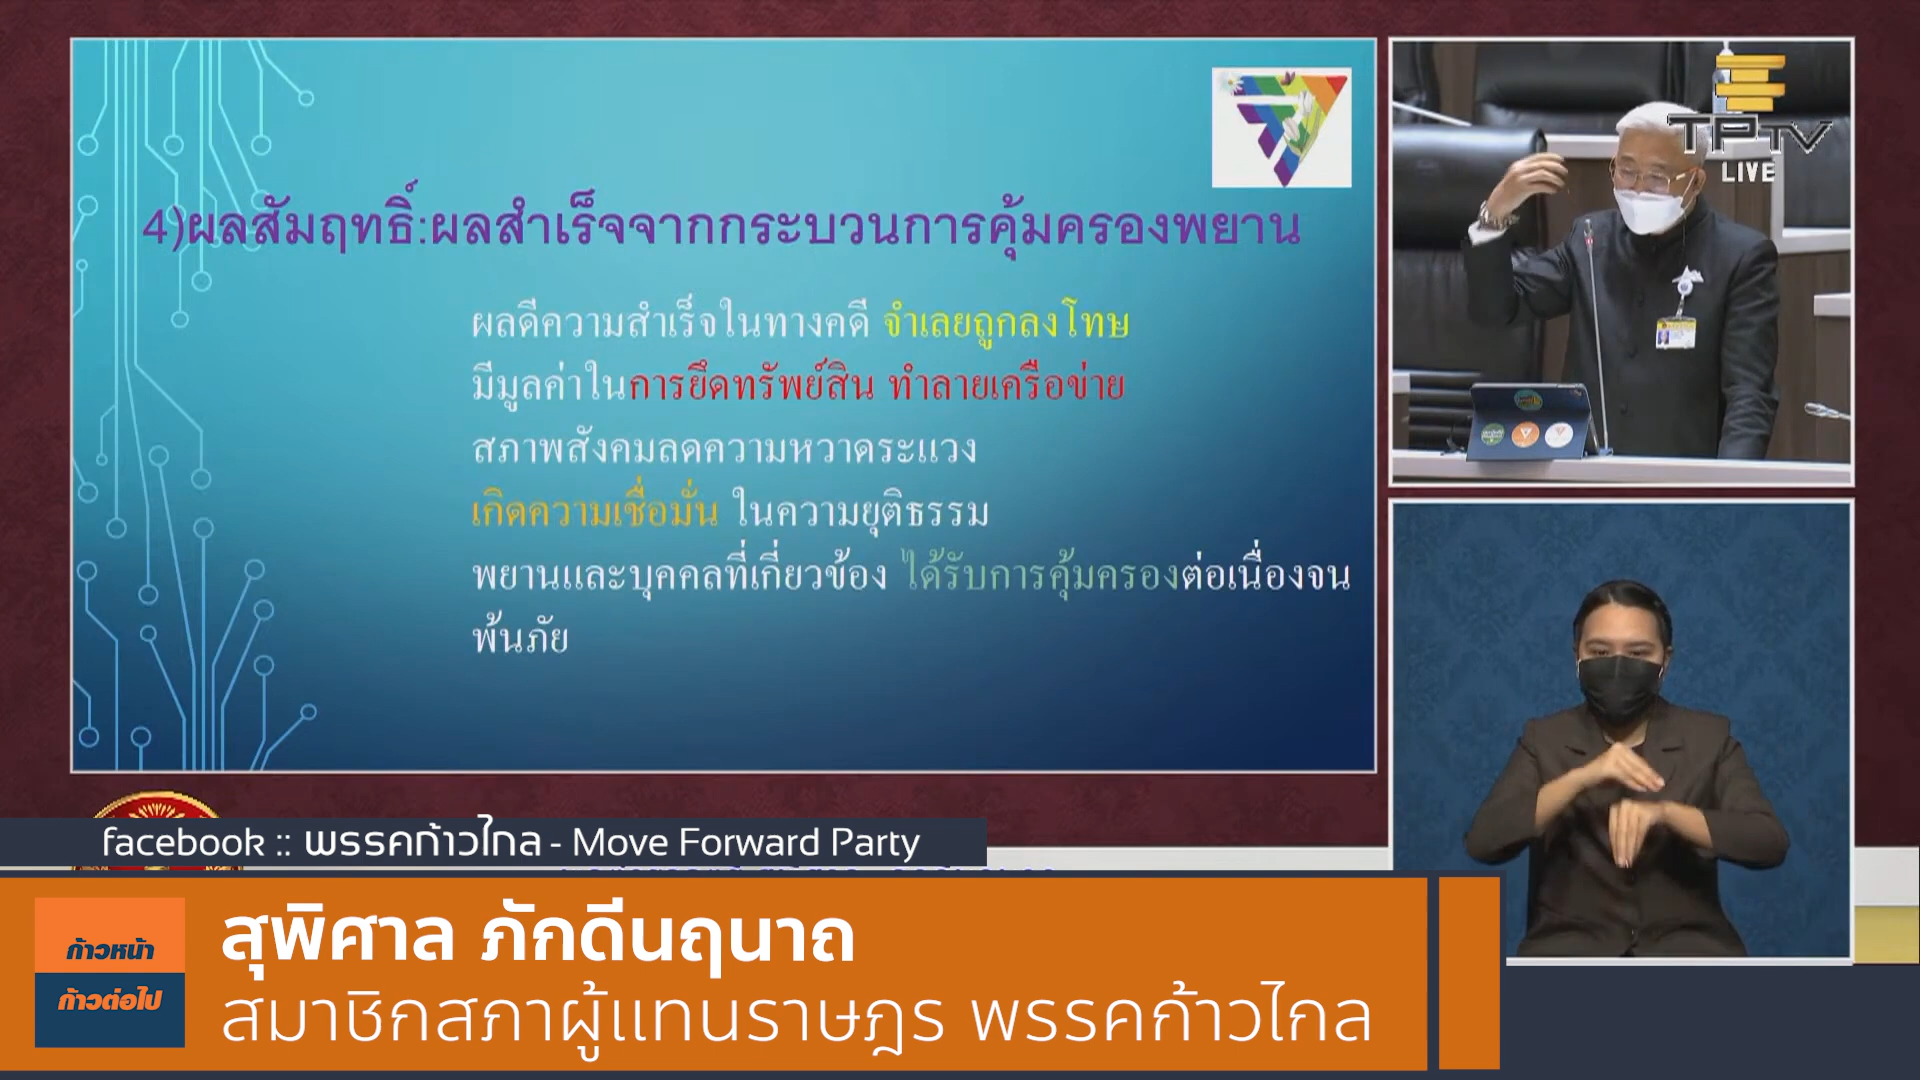 4)ผลสัมฤทธิ์:ผลสำเร็จจากกระบวนการคุ้มครองพยาน
ผลดีความสำเร็จในทางคดี จำเลยถูกลงโทษ
มีมูลค่าในการยึดทรัพย์สิน ทำลายเครือข่าย
สภาพสังคมลดความหวาดระแวง
เกิดความเชื่อมั่น ในความยุติธรรม
พยานและบุคคลที่เกี่ยวข้อง ได้รับการคุ้มครองต่อเนื่องจน
พ้นภัย
TPTV
LIVE
facebook :: พรรคก้าวไกล - Move Forward Party
ก้าวหน้า
ก้าวต่อไป
สุพิศาล ภักดีนฤนาถ
สมาชิกสภาผู้แทนราษฎร พรรคก้าวไกล